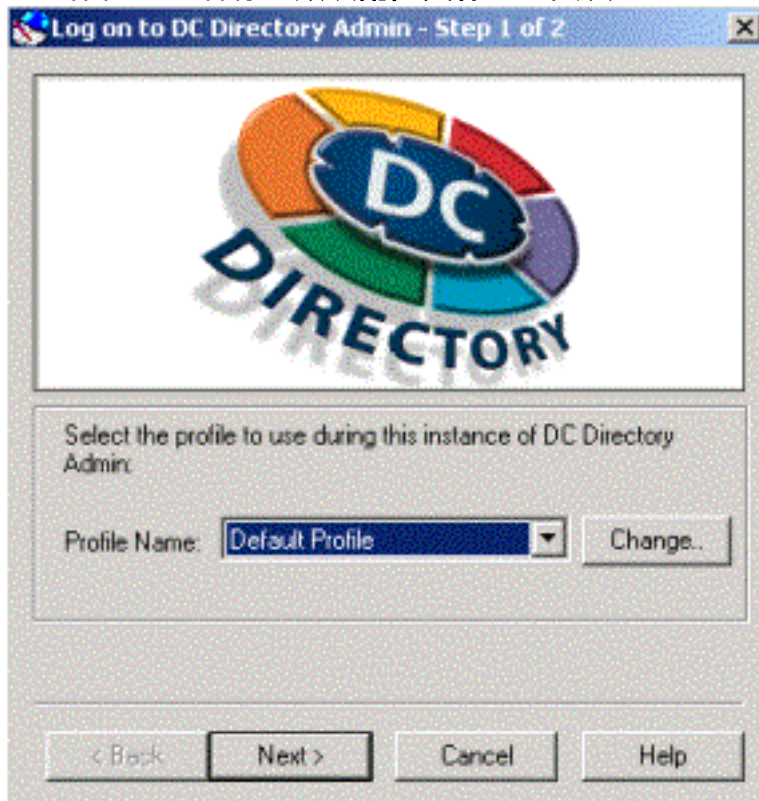 Log on to DC Directory Admin - Step 1 of 2
DC
DIRECTORY
Select the profile to use during this instance of DC Directory
Admin:
Profile Name: Default Profile Change..
< Back Next > Cancel Help